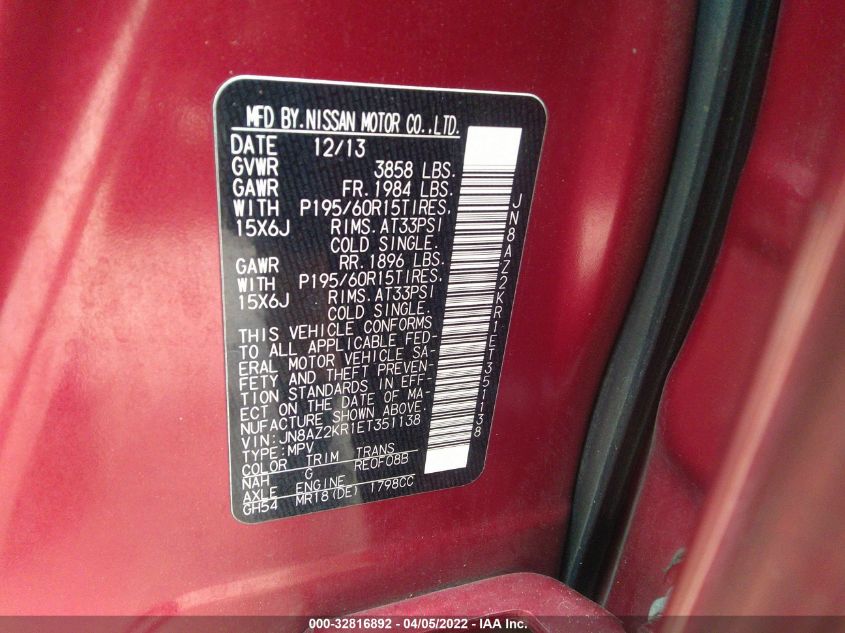 MFD BY.NISSAN MOTOR CO.,LTD.
DATE 12/13
GVWR 3858 LBS.
GAWR FR.1984 LBS.
WITH P195/60R15TIRES.
15X6J RIMS.AT33PSI
COLD SINGLE.
GAWR RR.1896 LBS.
WITH P195/60R15TIRES,
15X6J RIMS.AT33PSI
COLD SINGLE.
THIS VEHICLE CONFORMS
TO ALL APPLICABLE FED-
ERAL MOTOR VEHICLE SA-
FETY AND THEFT PREVEN-
TION STANDARDS IN EFF-
ECT ON THE DATE OF MA-
NUFACTURE SHOWN ABOVE.
VIN:JN8AZ2KR1ET351138
TYPE:MPV
COLOR TRIM TRANS
NAH G RE0F08B
AXLE ENGINE
GH54 MR18(DE) 1798CC
JN8AZ2KR1ET351138
000-32816892 - 04/05/2022 - IAA Inc.